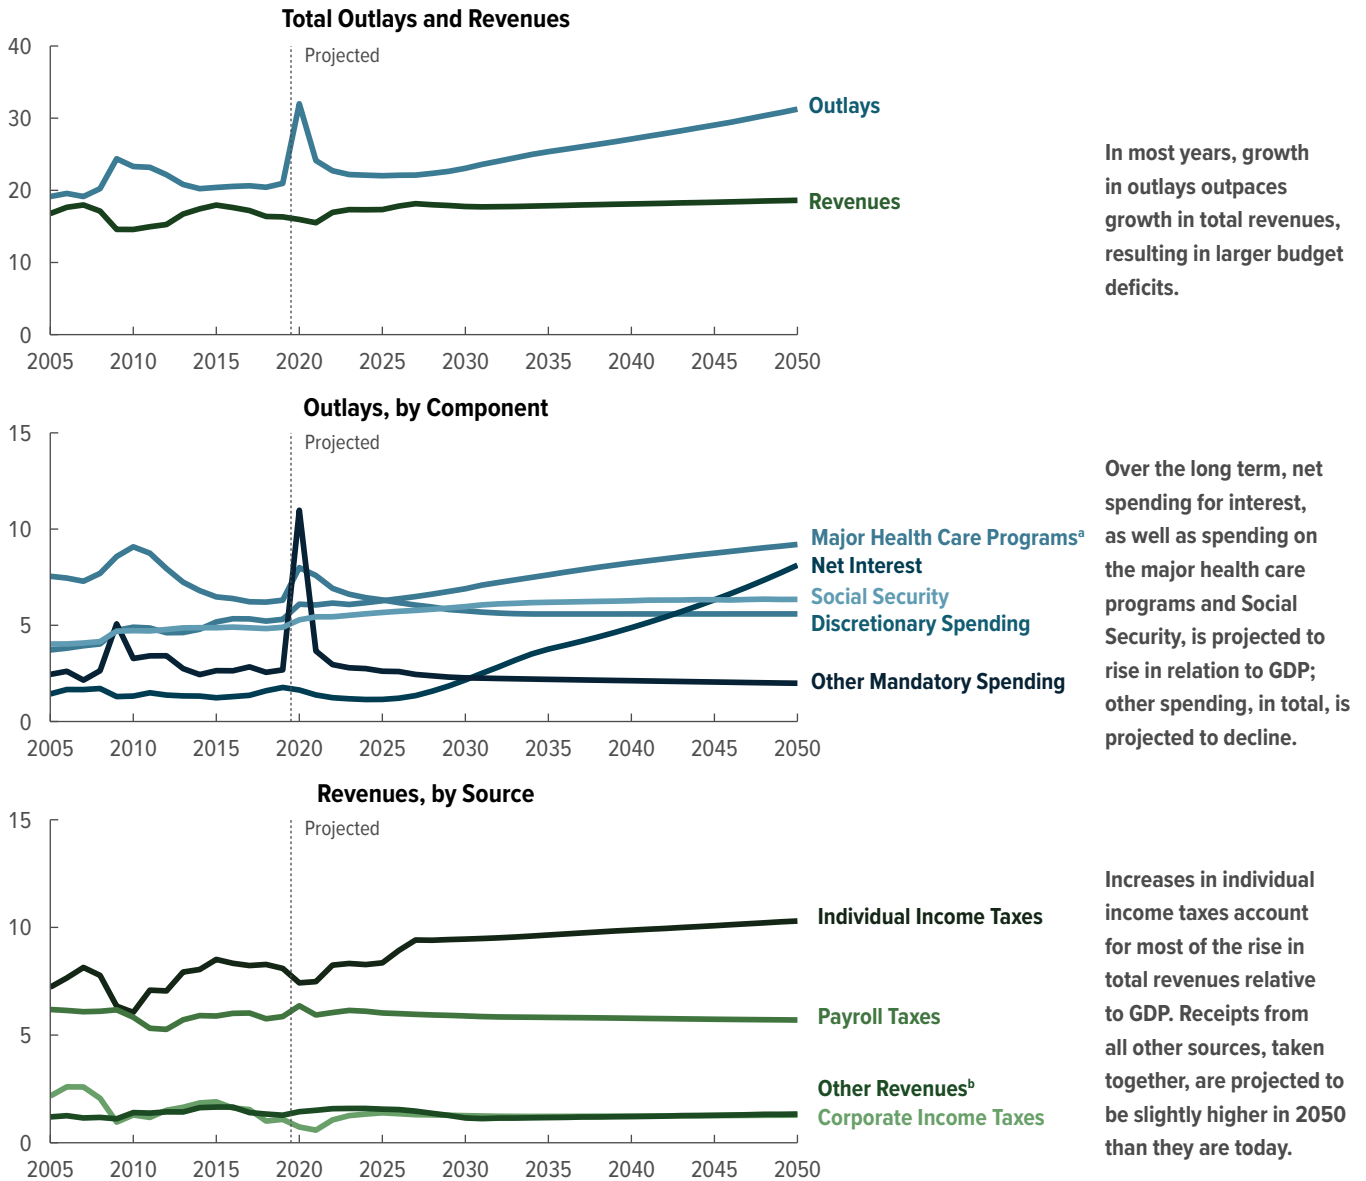 Total Outlays and Revenues
40
Projected
30
Outlays
20
Revenues
10
0
2005 2010 2015 2020 2025 2030 2035 2040 2045 2050
In most years, growth
in outlays outpaces
growth in total revenues,
resulting in larger budget
deficits.
Outlays, by Component
15
Projected
10
Major Health Care Programsᵃ
Net Interest
Social Security
5
Discretionary Spending
Other Mandatory Spending
0
2005 2010 2015 2020 2025 2030 2035 2040 2045 2050
Over the long term, net
spending for interest,
as well as spending on
the major health care
programs and Social
Security, is projected to
rise in relation to GDP;
other spending, in total, is
projected to decline.
Revenues, by Source
15
Projected
10
Individual Income Taxes
Payroll Taxes
5
Other Revenuesᵇ
Corporate Income Taxes
0
2005 2010 2015 2020 2025 2030 2035 2040 2045 2050
Increases in individual
income taxes account
for most of the rise in
total revenues relative
to GDP. Receipts from
all other sources, taken
together, are projected to
be slightly higher in 2050
than they are today.